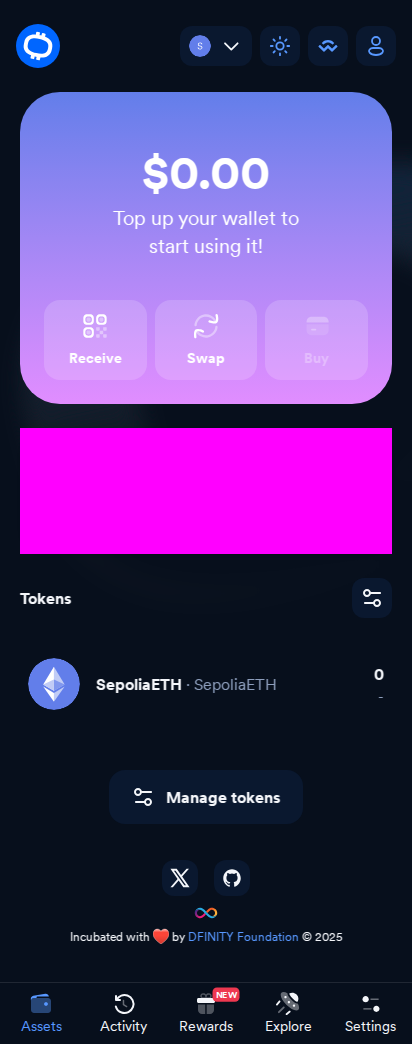 S
$0.00
Top up your wallet to
start using it!
Receive
Swap
Buy
Tokens
SepoliaETH · SepoliaETH
0
-
Manage tokens
Incubated with ❤️ by DFINITY Foundation © 2025
NEW
Assets
Activity
Rewards
Explore
Settings